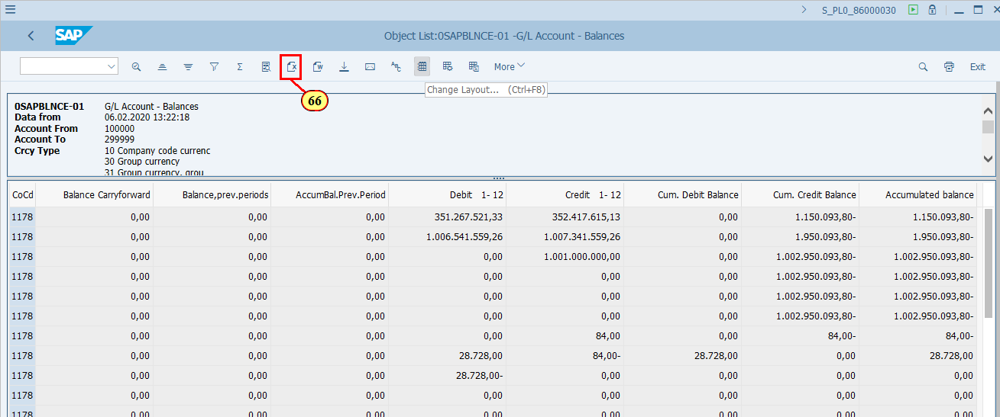 S_PL0_86000030
SAP Object List:0SAPBLNCE-01 -G/L Account - Balances
More Exit
Change Layout... (Ctrl+F8)
66
0SAPBLNCE-01 G/L Account - Balances
Data from 06.02.2020 13:22:18
Account From 100000
Account To 299999
Crcy Type 10 Company code currenc
30 Group currency
31 Group currency, grou
CoCd Balance Carryforward Balance,prev.periods AccumBal.Prev.Period Debit 1- 12 Credit 1- 12 Cum. Debit Balance Cum. Credit Balance Accumulated balance
1178 0,00 0,00 0,00 351.267.521,33 352.417.615,13 0,00 1.150.093,80- 1.150.093,80-
1178 0,00 0,00 0,00 1.006.541.559,26 1.007.341.559,26 0,00 1.950.093,80- 1.950.093,80-
1178 0,00 0,00 0,00 0,00 1.001.000.000,00 0,00 1.002.950.093,80- 1.002.950.093,80-
1178 0,00 0,00 0,00 0,00 0,00 0,00 1.002.950.093,80- 1.002.950.093,80-
1178 0,00 0,00 0,00 0,00 0,00 0,00 1.002.950.093,80- 1.002.950.093,80-
1178 0,00 0,00 0,00 0,00 0,00 0,00 1.002.950.093,80- 1.002.950.093,80-
1178 0,00 0,00 0,00 0,00 84,00 0,00 84,00- 84,00-
1178 0,00 0,00 0,00 28.728,00 84,00- 28.728,00 0,00 28.728,00
1178 0,00 0,00 0,00 28.728,00- 0,00 0,00 0,00 0,00
1178 0,00 0,00 0,00 0,00 0,00 0,00 0,00 0,00
1178 0,00 0,00 0,00 0,00 0,00 0,00 0,00 0,00